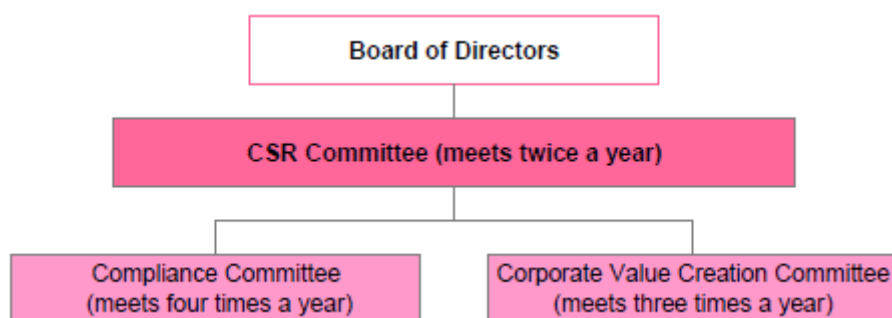 Board of Directors
CSR Committee (meets twice a year)
Compliance Committee
(meets four times a year)
Corporate Value Creation Committee
(meets three times a year)